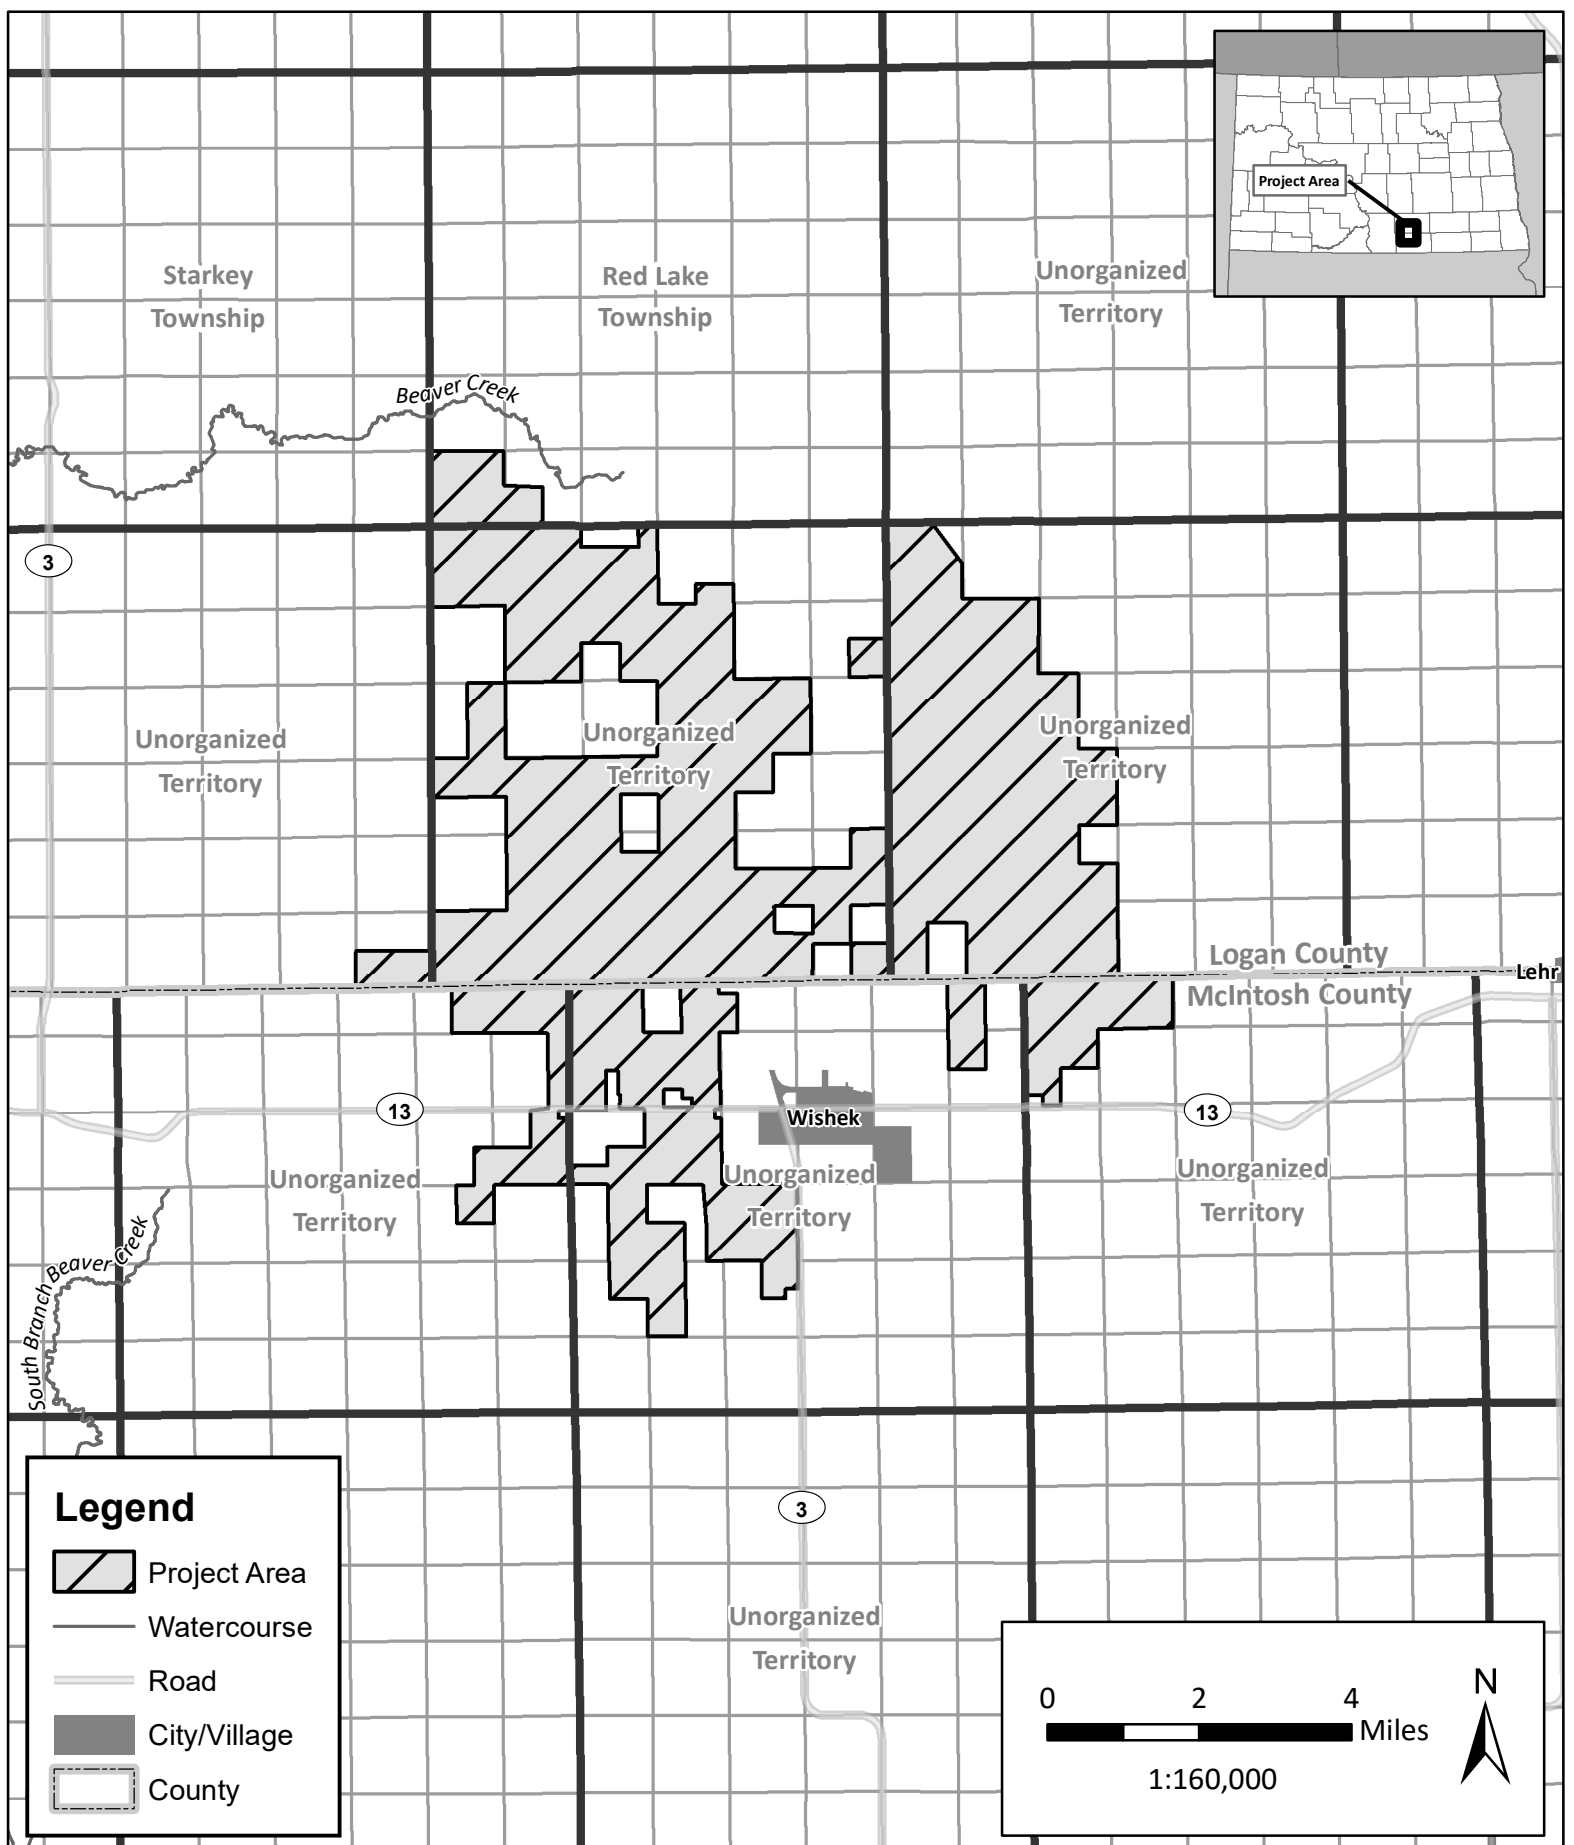 Project Area
Starkey
Township
Red Lake
Township
Unorganized
Territory
Beaver Creek
3
Unorganized
Territory
Unorganized
Territory
Unorganized
Territory
Logan County
Lehr
McIntosh County
13
Wishek
13
Unorganized
Territory
Unorganized
Territory
Unorganized
Territory
South Branch Beaver Creek
3
Unorganized
Territory
Legend
Project Area
Watercourse
Road
City/Village
County
0 2 4
Miles
1:160,000
N